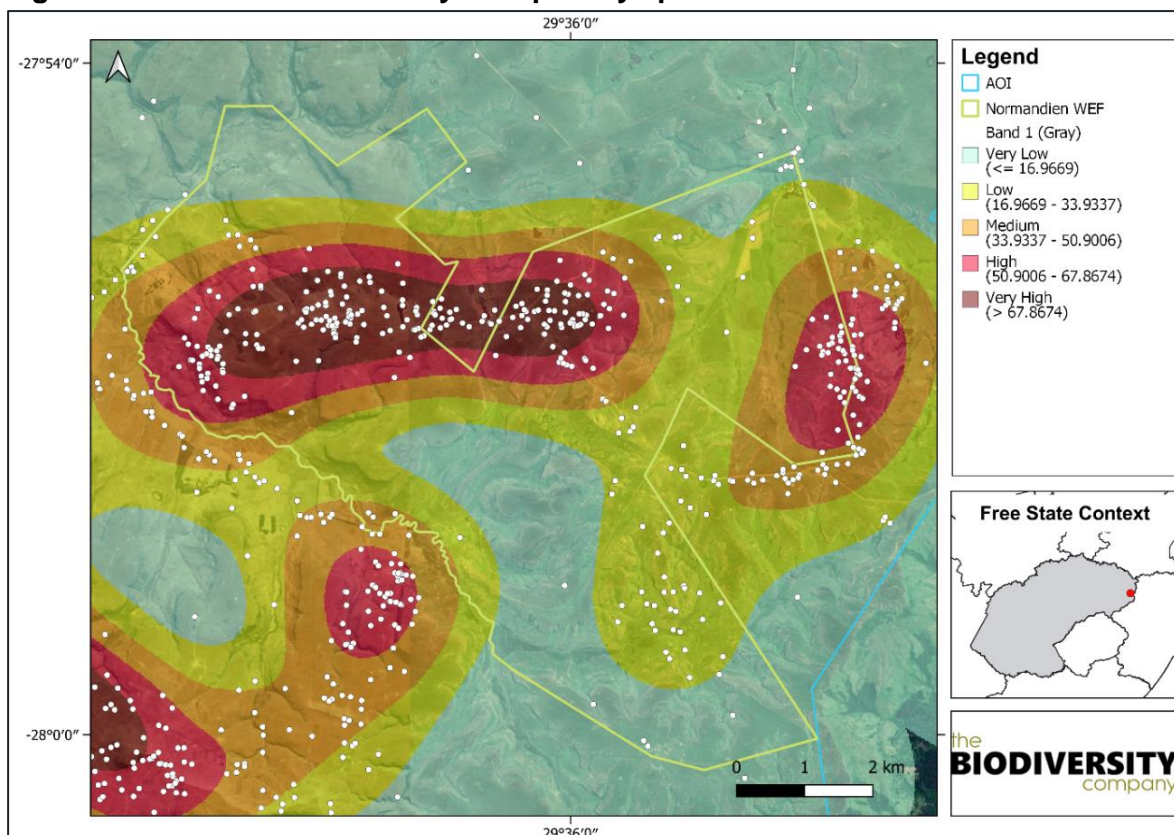 29°36'0"
-27°54'0"
-28°0'0"
0 1 2 km
29°36'0"
Legend
AOI
Normandien WEF
Band 1 (Gray)
Very Low
(<= 16.9669)
Low
(16.9669 - 33.9337)
Medium
(33.9337 - 50.9006)
High
(50.9006 - 67.8674)
Very High
(> 67.8674)
Free State Context
the
BIODIVERSITY
company